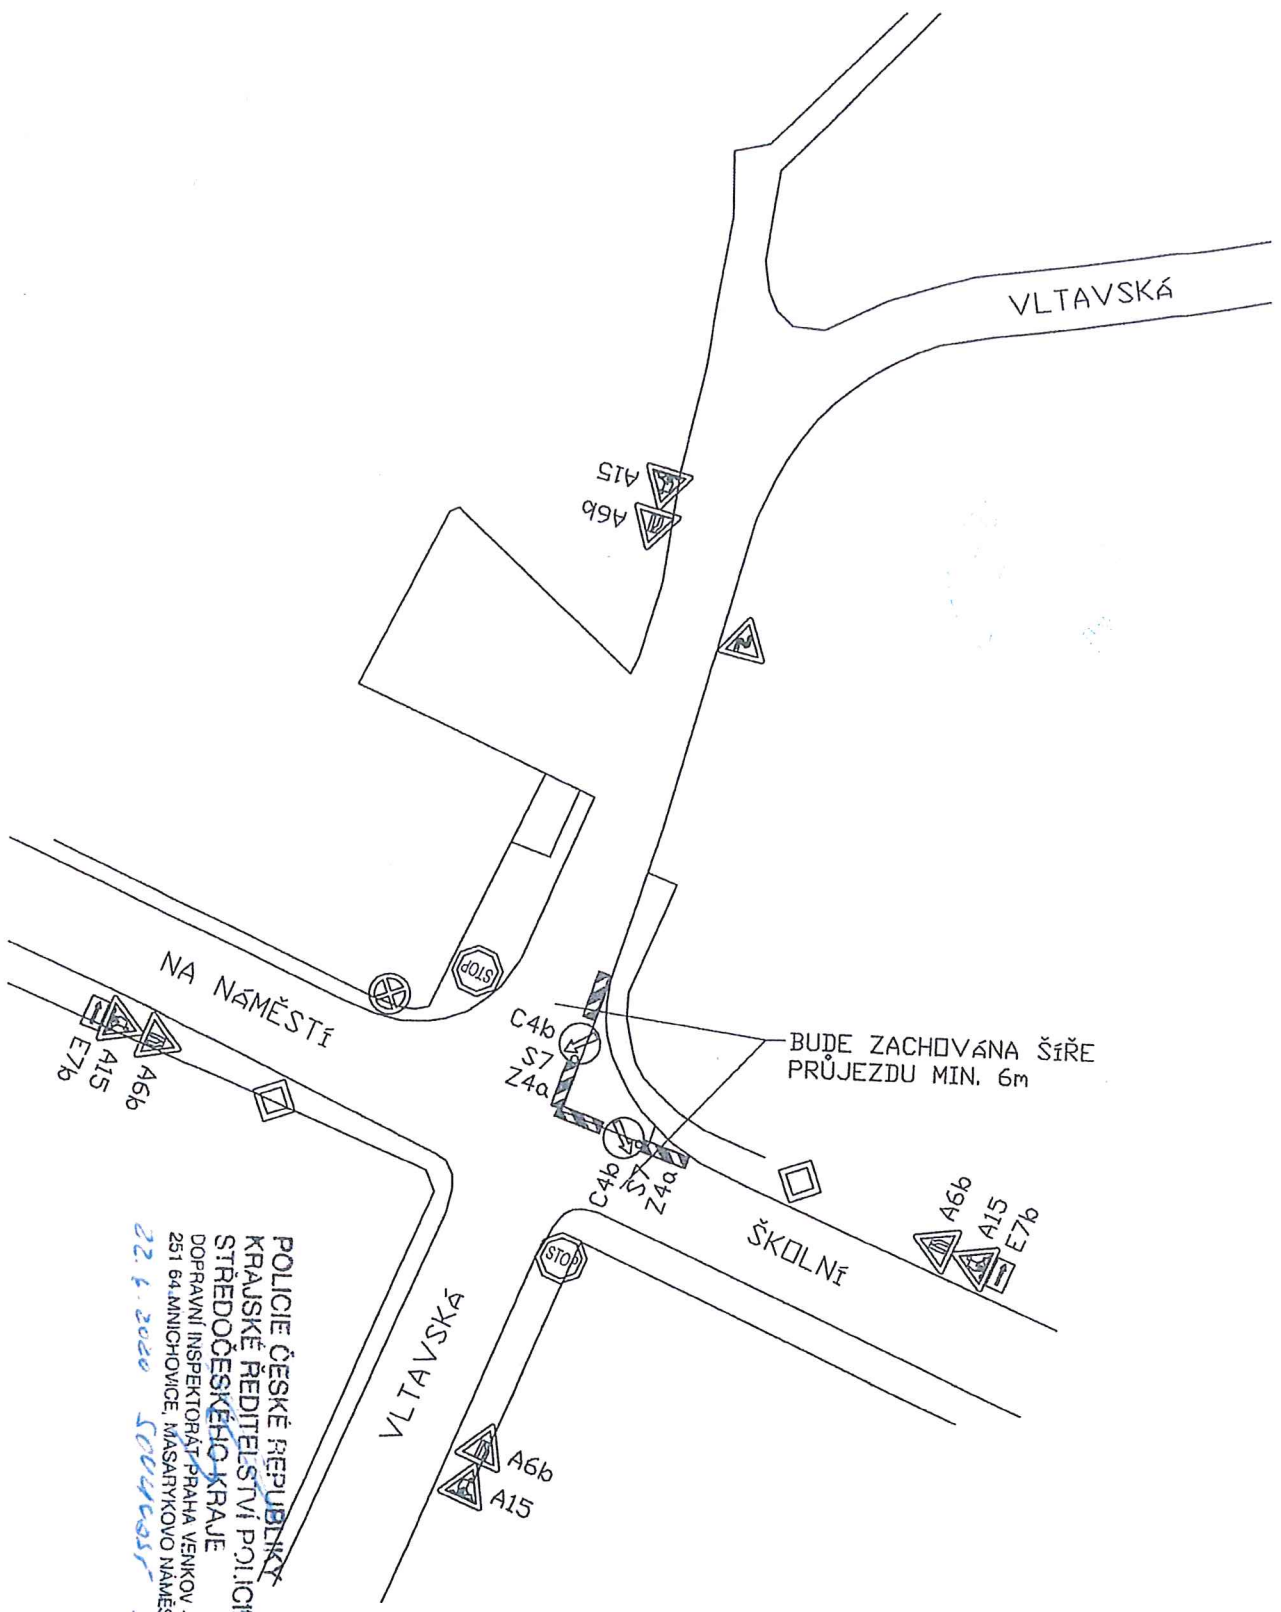 VLTAVSKÁ
A15
A6b
NA NÁMĚSTÍ
STOP
C4b
S7
Z4a
BUDE ZACHOVÁNA ŠÍŘE
PRŮJEZDU MIN. 6m
E7b
A15
A6b
C4b
S7
Z4a
A6b
A15
E7b
ŠKOLNÍ
STOP
VLTAVSKÁ
A6b
A15
POLICIE ČESKÉ REPUBLIKY
KRAJSKÉ ŘEDITELSTVÍ POLICIE
STŘEDOČESKÉHO KRAJE
DOPRAVNÍ INSPEKTORÁT PRAHA VENKOV
251 64 MNICHOVICE, MASARYKOVO
2020